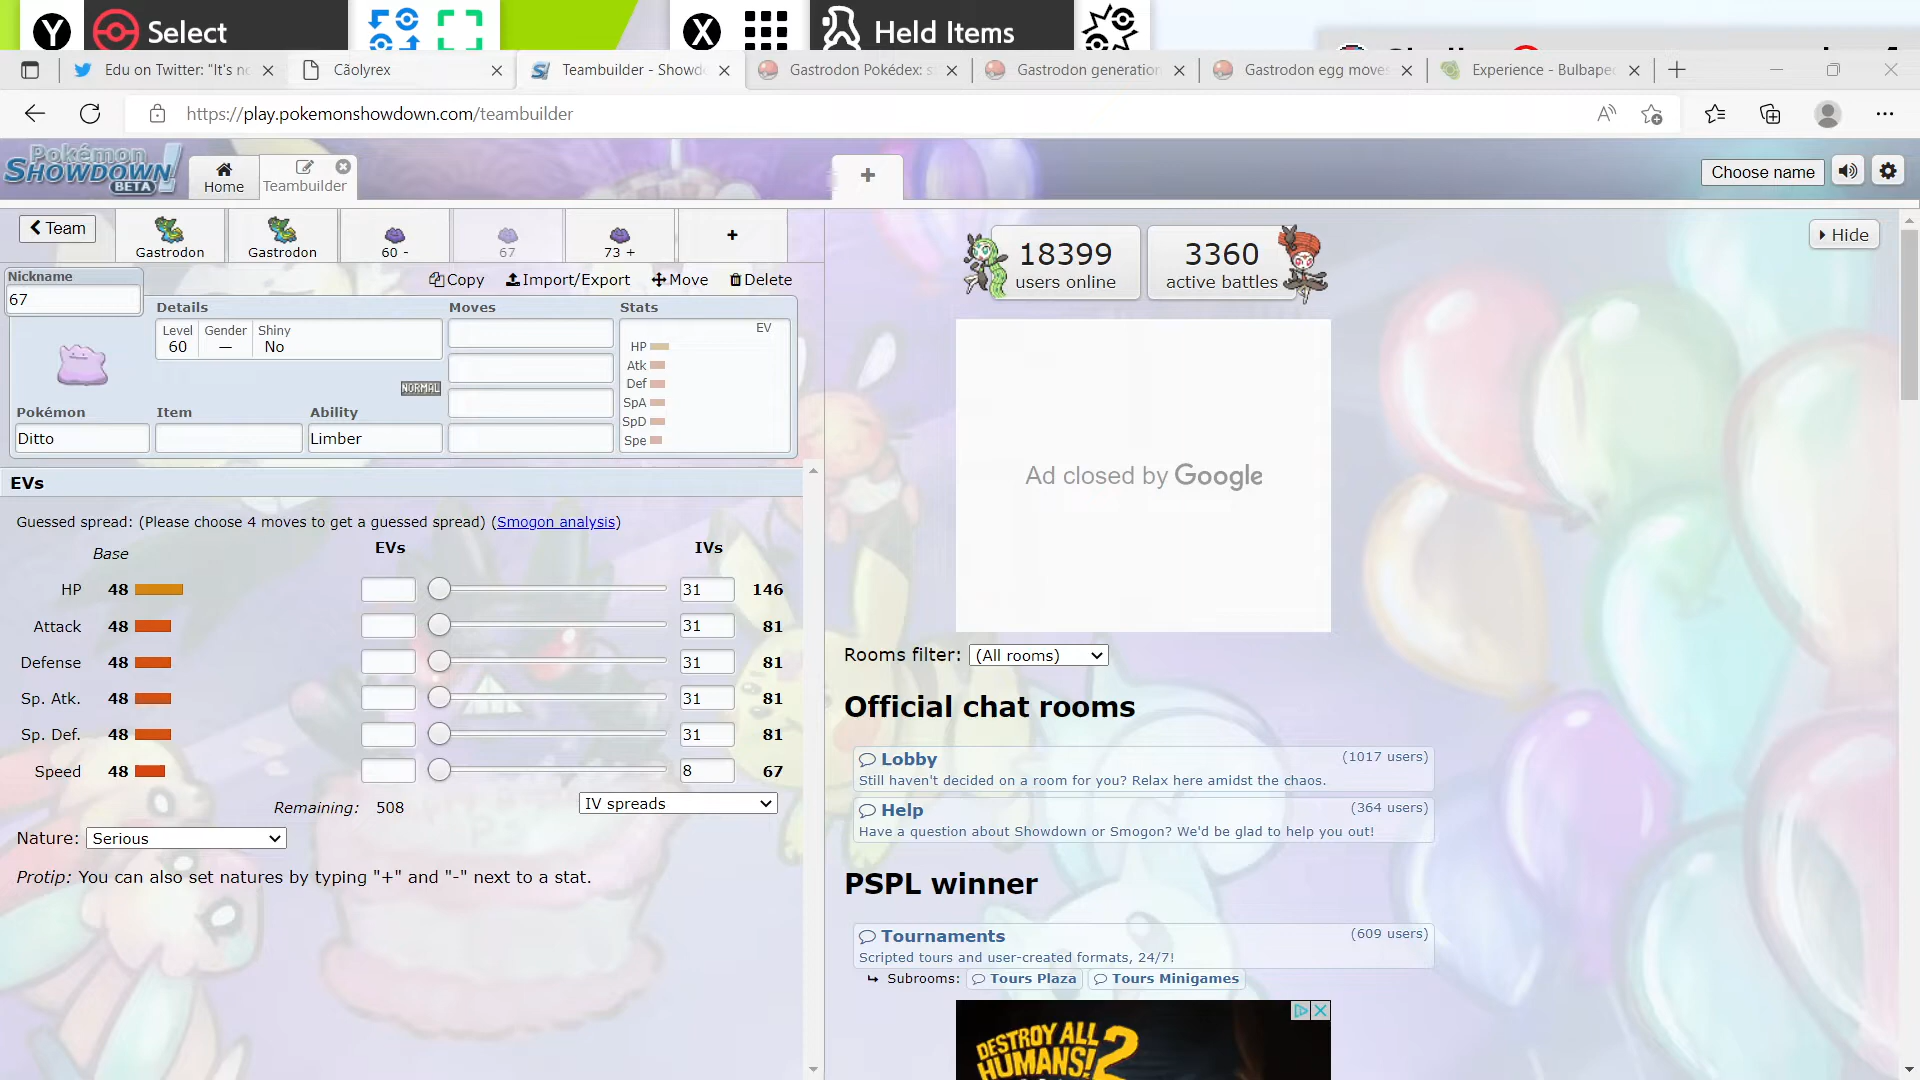 Y Select X Held Items
Edu on Twitter: "It's n
Cãolyrex
Teambuilder - Showd
Gastrodon Pokédex: s
Gastrodon generation
Gastrodon egg moves
Experience - Bulbaped
https://play.pokemonshowdown.com/teambuilder
Pokémon
SHOWDOWN!
BETA
Home
Teambuilder
+
Choose name
Team
Gastrodon
Gastrodon
60 -
67
73 +
+
Copy
Import/Export
Move
Delete
Nickname
67
Details
Level Gender Shiny
60 — No
NORMAL
Pokémon Item Ability
Ditto Limber
Moves
Stats
EV
HP
Atk
Def
SpA
SpD
Spe
EVs
Guessed spread: (Please choose 4 moves to get a guessed spread) (Smogon analysis)
Base EVs IVs
HP 48 31 146
Attack 48 31 81
Defense 48 31 81
Sp. Atk. 48 31 81
Sp. Def. 48 31 81
Speed 48 8 67
Remaining: 508 IV spreads
Nature: Serious
Protip: You can also set natures by typing "+" and "-" next to a stat.
18399
users online
3360
active battles
Hide
Ad closed by Google
Rooms filter: (All rooms)
Official chat rooms
Lobby (1017 users)
Still haven't decided on a room for you? Relax here amidst the chaos.
Help (364 users)
Have a question about Showdown or Smogon? We'd be glad to help you out!
PSPL winner
Tournaments (609 users)
Scripted tours and user-created formats, 24/7!
Subrooms: Tours Plaza Tours Minigames
DESTROY ALL
HUMANS! 2